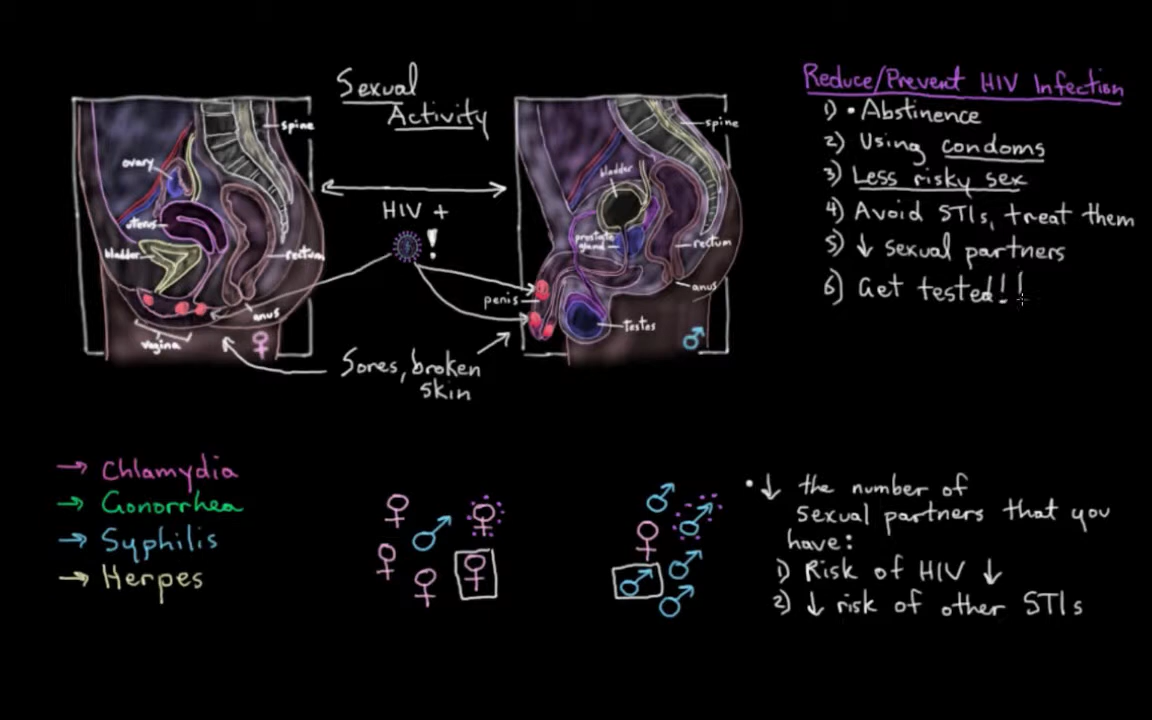 Sexual
Activity
ovary
uterus
bladder
spine
rectum
anus
vagina
♀
HIV + !
Sores, broken
skin
bladder
prostate
gland
penis
testes
spine
rectum
anus
♂
Reduce/Prevent HIV Infection
1) • Abstinence
2) Using condoms
3) Less risky sex
4) Avoid STIs, treat them
5) ↓ sexual partners
6) Get tested!!
→ Chlamydia
→ Gonorrhea
→ Syphilis
→ Herpes
• ↓ the number of
sexual partners that you
have:
1) Risk of HIV ↓
2) ↓ risk of other STIs